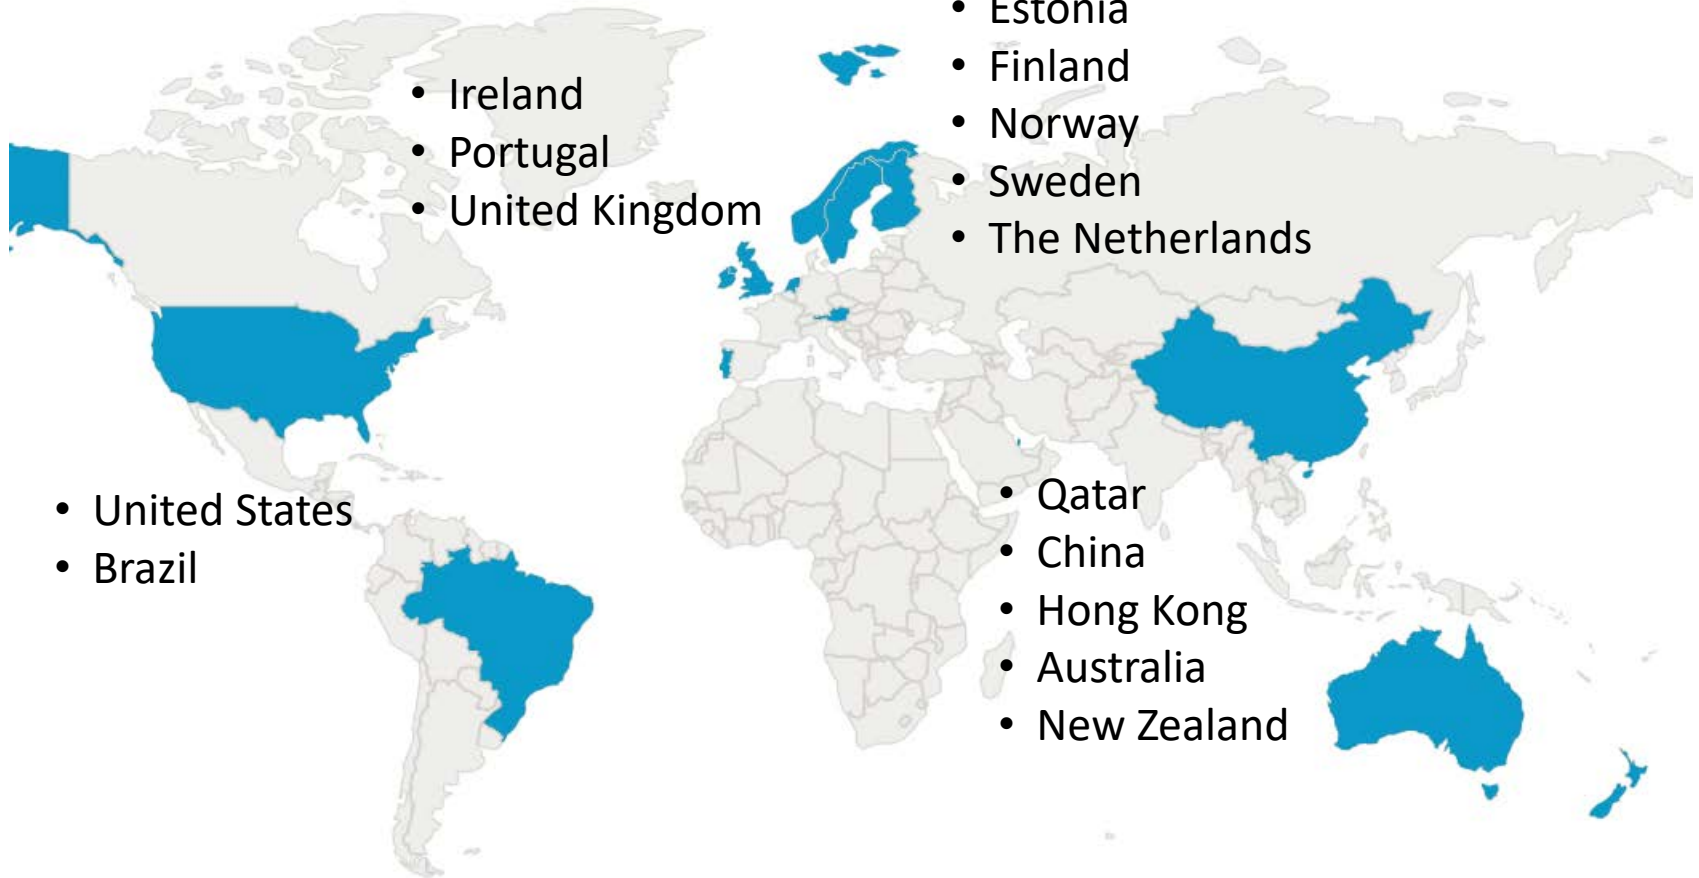 • Estonia
• Finland
• Norway
• Sweden
• The Netherlands
• Ireland
• Portugal
• United Kingdom
• United States
• Brazil
• Qatar
• China
• Hong Kong
• Australia
• New Zealand